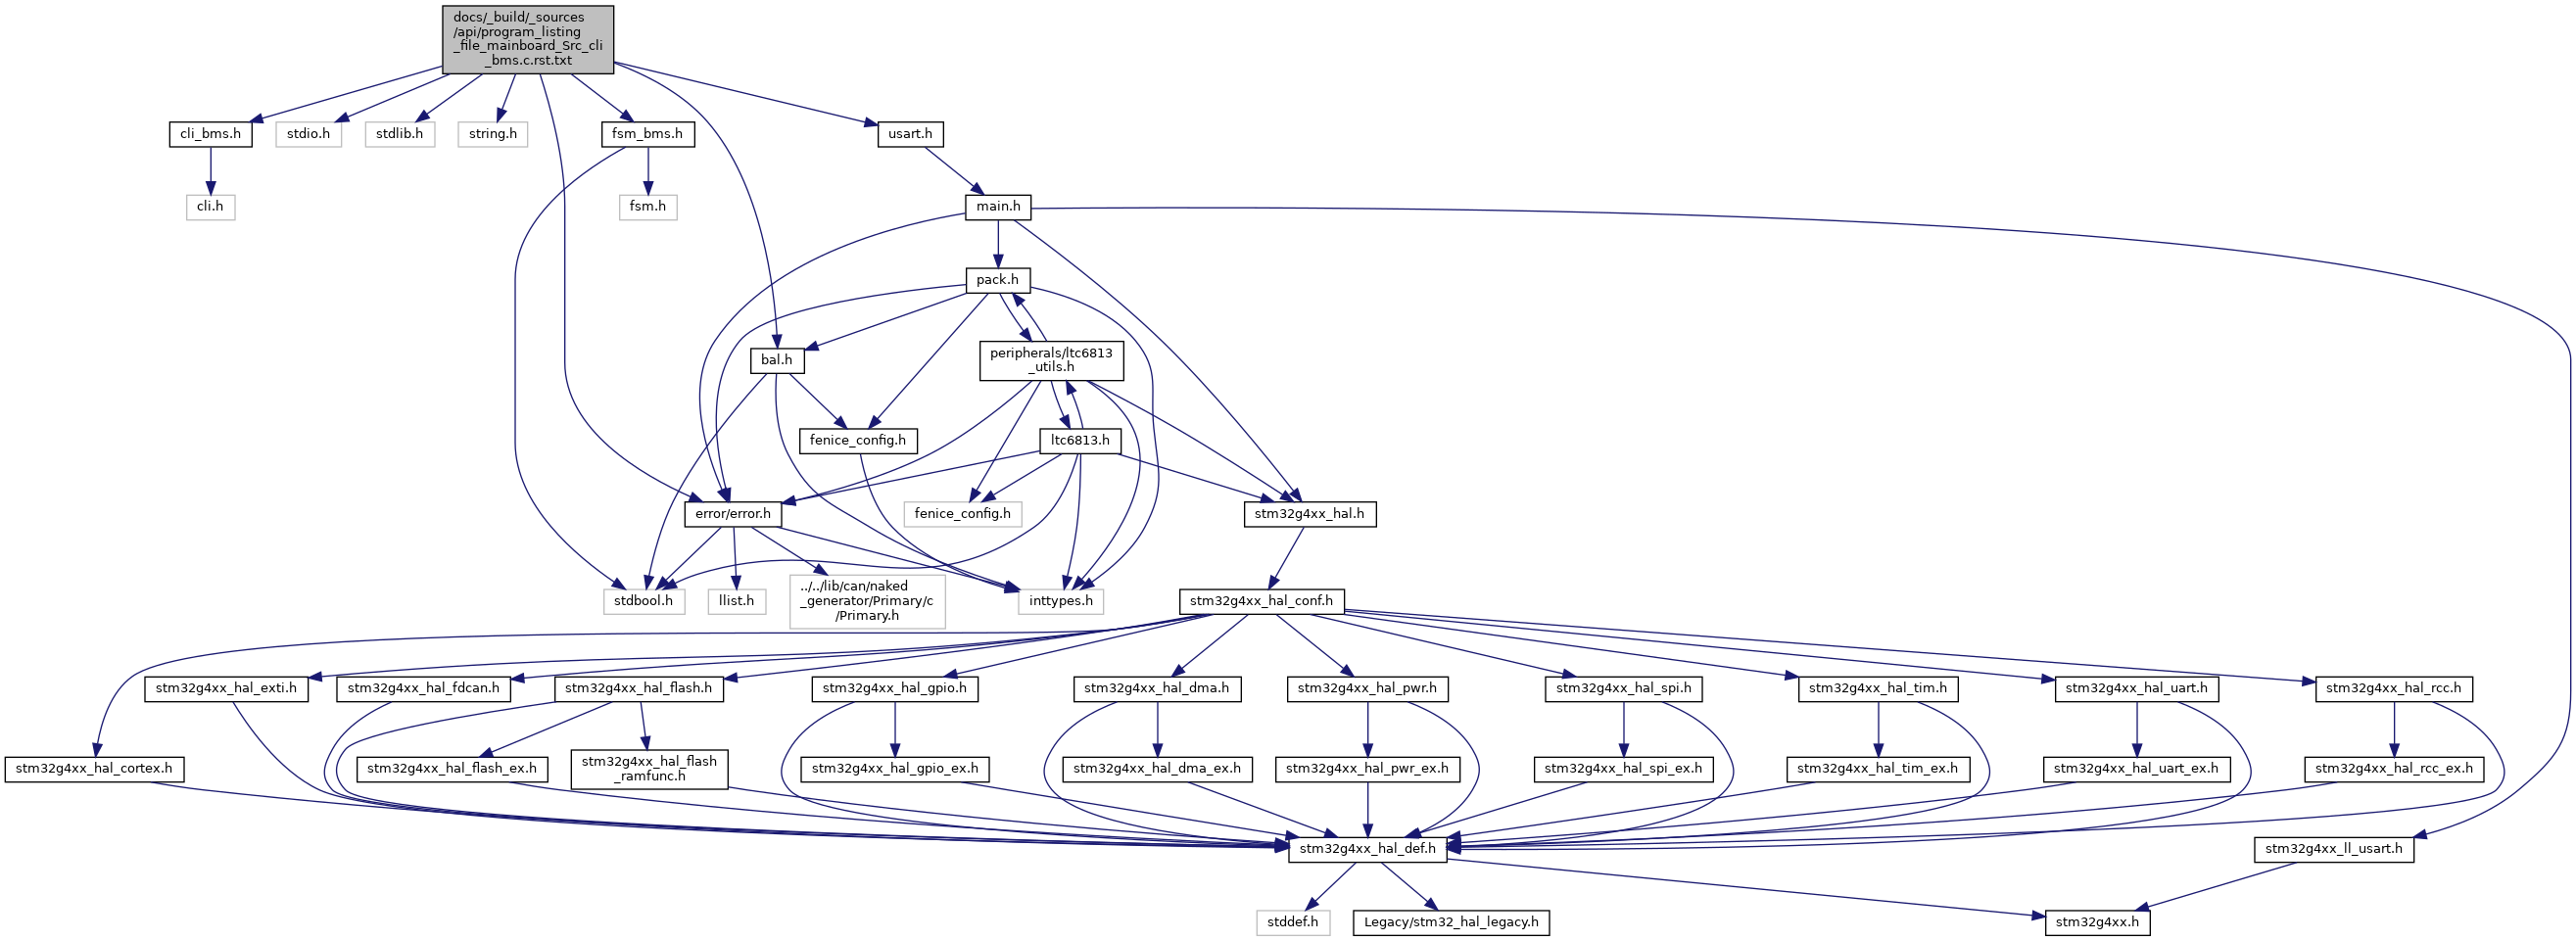 docs/_build/_sources
/api/program_listing
_file_mainboard_Src_cli
_bms.c.rst.txt
cli_bms.h
stdio.h
stdlib.h
string.h
fsm_bms.h
usart.h
cli.h
fsm.h
main.h
pack.h
bal.h
peripherals/ltc6813
_utils.h
fenice_config.h
ltc6813.h
error/error.h
fenice_config.h
stm32g4xx_hal.h
stdbool.h
llist.h
../../lib/can/naked
_generator/Primary/c
/Primary.h
inttypes.h
stm32g4xx_hal_conf.h
stm32g4xx_hal_exti.h
stm32g4xx_hal_fdcan.h
stm32g4xx_hal_flash.h
stm32g4xx_hal_gpio.h
stm32g4xx_hal_dma.h
stm32g4xx_hal_pwr.h
stm32g4xx_hal_spi.h
stm32g4xx_hal_tim.h
stm32g4xx_hal_uart.h
stm32g4xx_hal_rcc.h
stm32g4xx_hal_cortex.h
stm32g4xx_hal_flash_ex.h
stm32g4xx_hal_flash
_ramfunc.h
stm32g4xx_hal_gpio_ex.h
stm32g4xx_hal_dma_ex.h
stm32g4xx_hal_pwr_ex.h
stm32g4xx_hal_spi_ex.h
stm32g4xx_hal_tim_ex.h
stm32g4xx_hal_uart_ex.h
stm32g4xx_hal_rcc_ex.h
stm32g4xx_hal_def.h
stm32g4xx_ll_usart.h
stddef.h
Legacy/stm32_hal_legacy.h
stm32g4xx.h